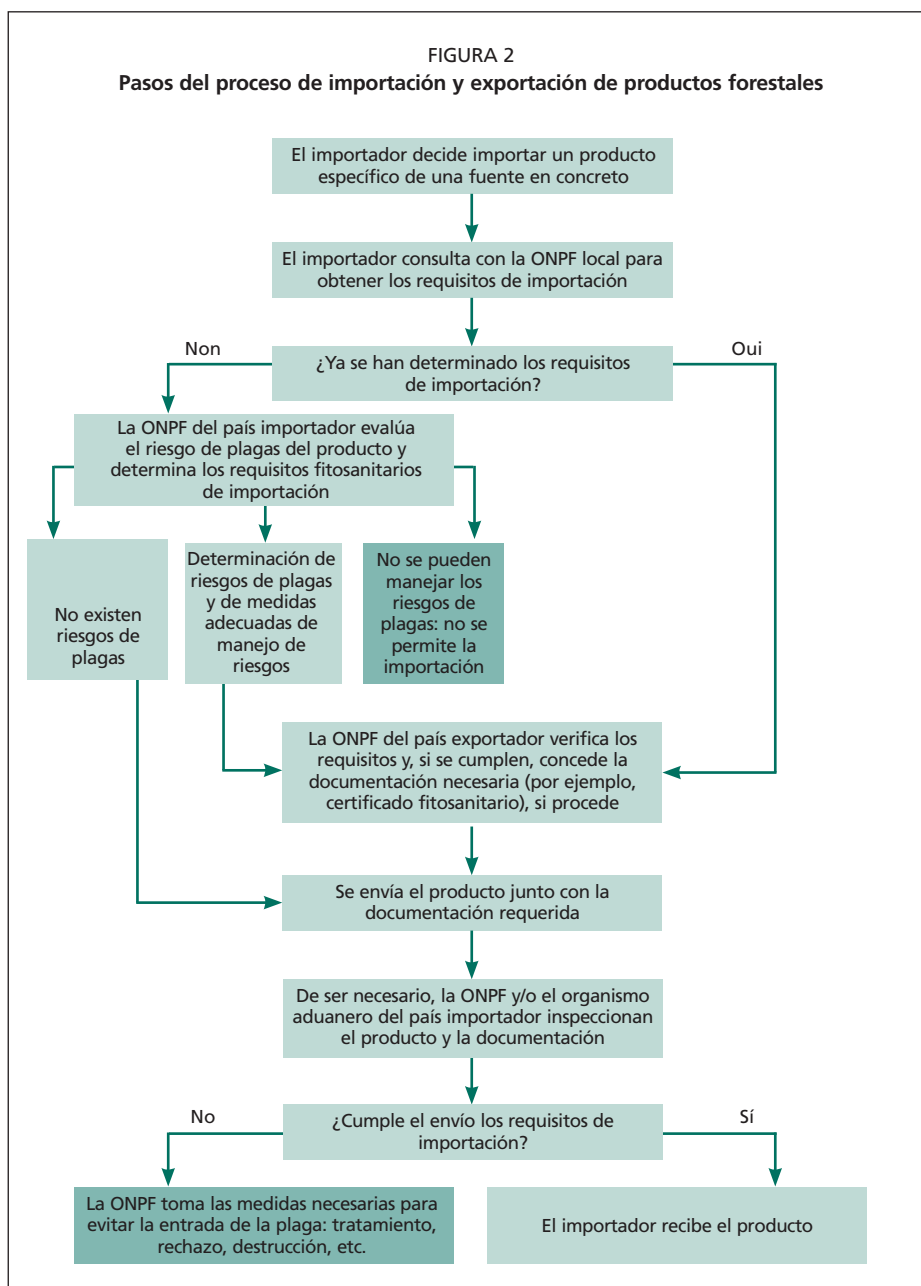 FIGURA 2
Pasos del proceso de importación y exportación de productos forestales
El importador decide importar un producto
específico de una fuente en concreto
El importador consulta con la ONPF local para
obtener los requisitos de importación
Non
¿Ya se han determinado los requisitos
de importación?
Oui
La ONPF del país importador evalúa
el riesgo de plagas del producto y
determina los requisitos fitosanitarios
de importación
No existen
riesgos de
plagas
Determinación de
riesgos de plagas
y de medidas
adecuadas de
manejo de
riesgos
No se pueden
manejar los
riesgos de
plagas: no se
permite la
importación
La ONPF del país exportador verifica los
requisitos y, si se cumplen, concede la
documentación necesaria (por ejemplo,
certificado fitosanitario), si procede
Se envía el producto junto con la
documentación requerida
De ser necesario, la ONPF y/o el organismo
aduanero del país importador inspeccionan
el producto y la documentación
No
¿Cumple el envío los requisitos de
importación?
Sí
La ONPF toma las medidas necesarias para
evitar la entrada de la plaga: tratamiento,
rechazo, destrucción, etc.
El importador recibe el producto